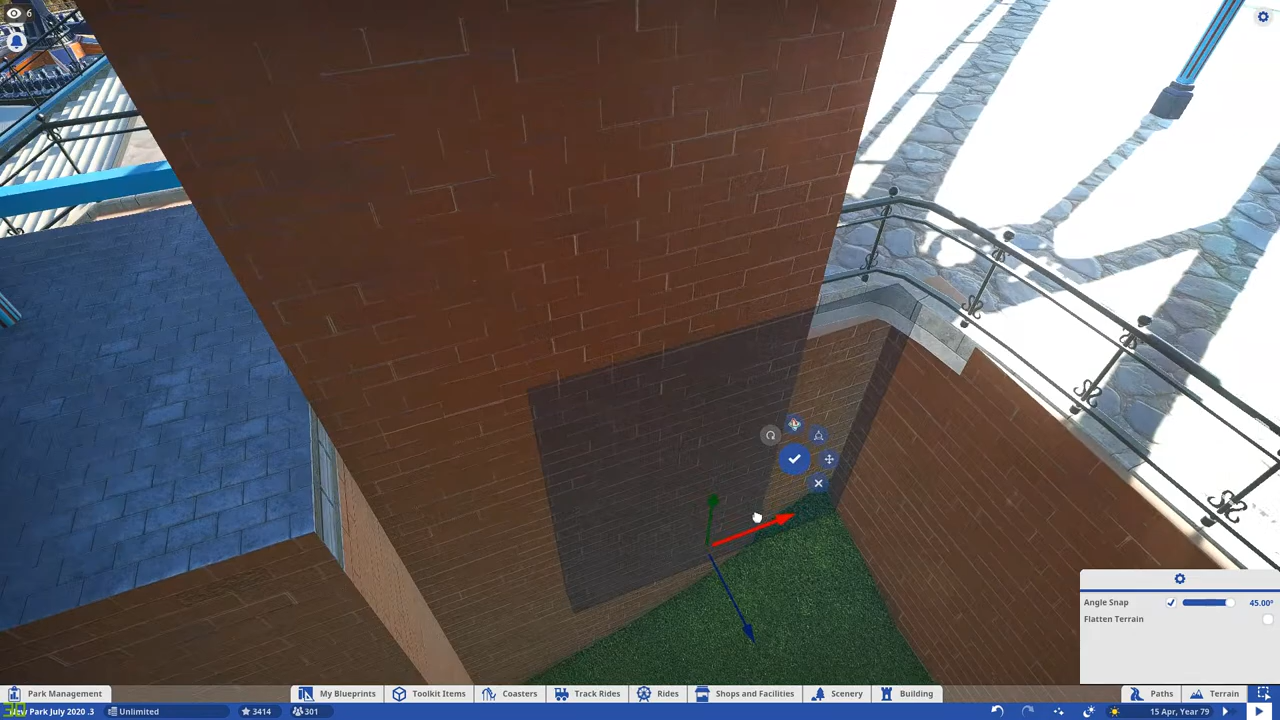 6
Angle Snap 45.00°
Flatten Terrain
Park Management My Blueprints Toolkit Items Coasters Track Rides Rides Shops and Facilities Scenery Building Paths Terrain
New Park July 2020 .3 Unlimited 3414 301 15 Apr, Year 79